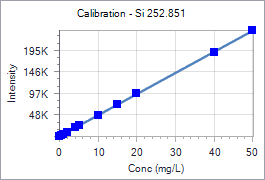 Calibration - Si 252.851
Intensity
195K
146K
97K
48K
0
10
20
30
40
50
Conc (mg/L)